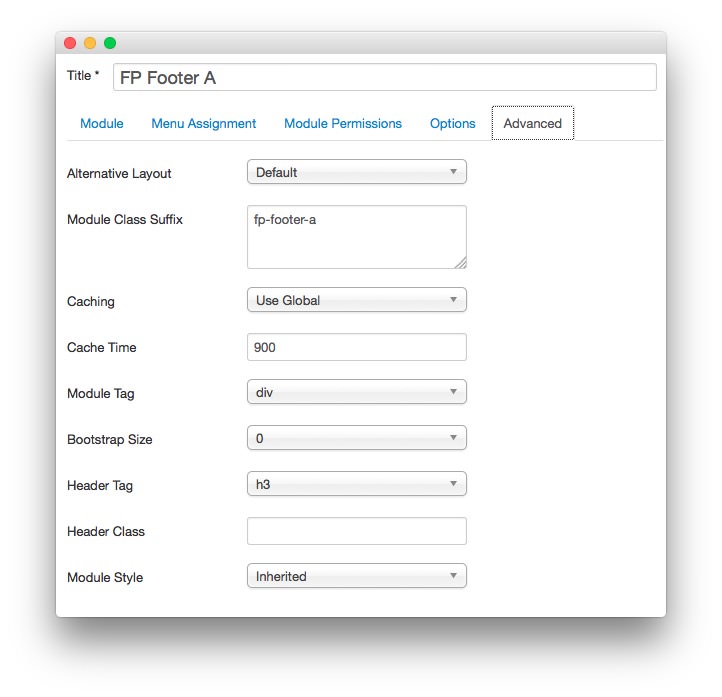 Title * FP Footer A
Module Menu Assignment Module Permissions Options Advanced
Alternative Layout Default
Module Class Suffix fp-footer-a
Caching Use Global
Cache Time 900
Module Tag div
Bootstrap Size 0
Header Tag h3
Header Class
Module Style Inherited